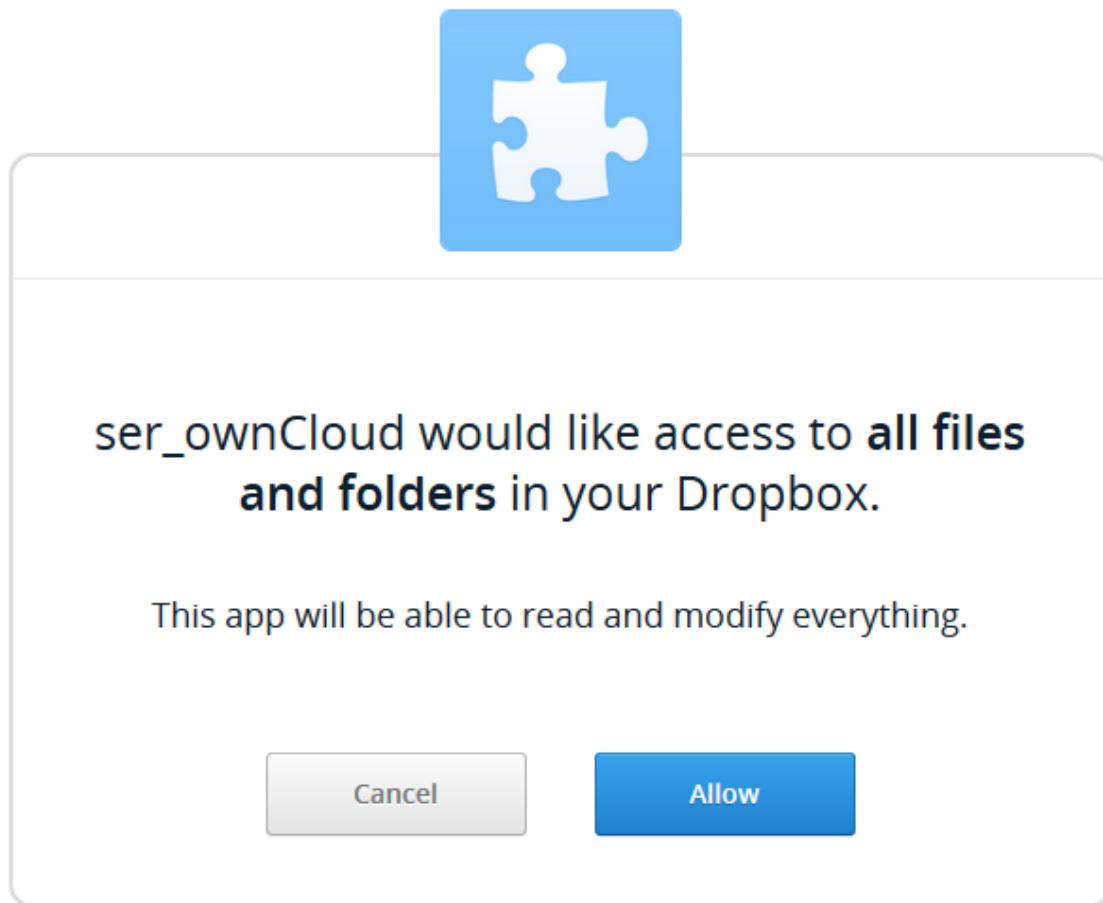 ser_ownCloud would like access to all files
and folders in your Dropbox.
This app will be able to read and modify everything.
Cancel
Allow